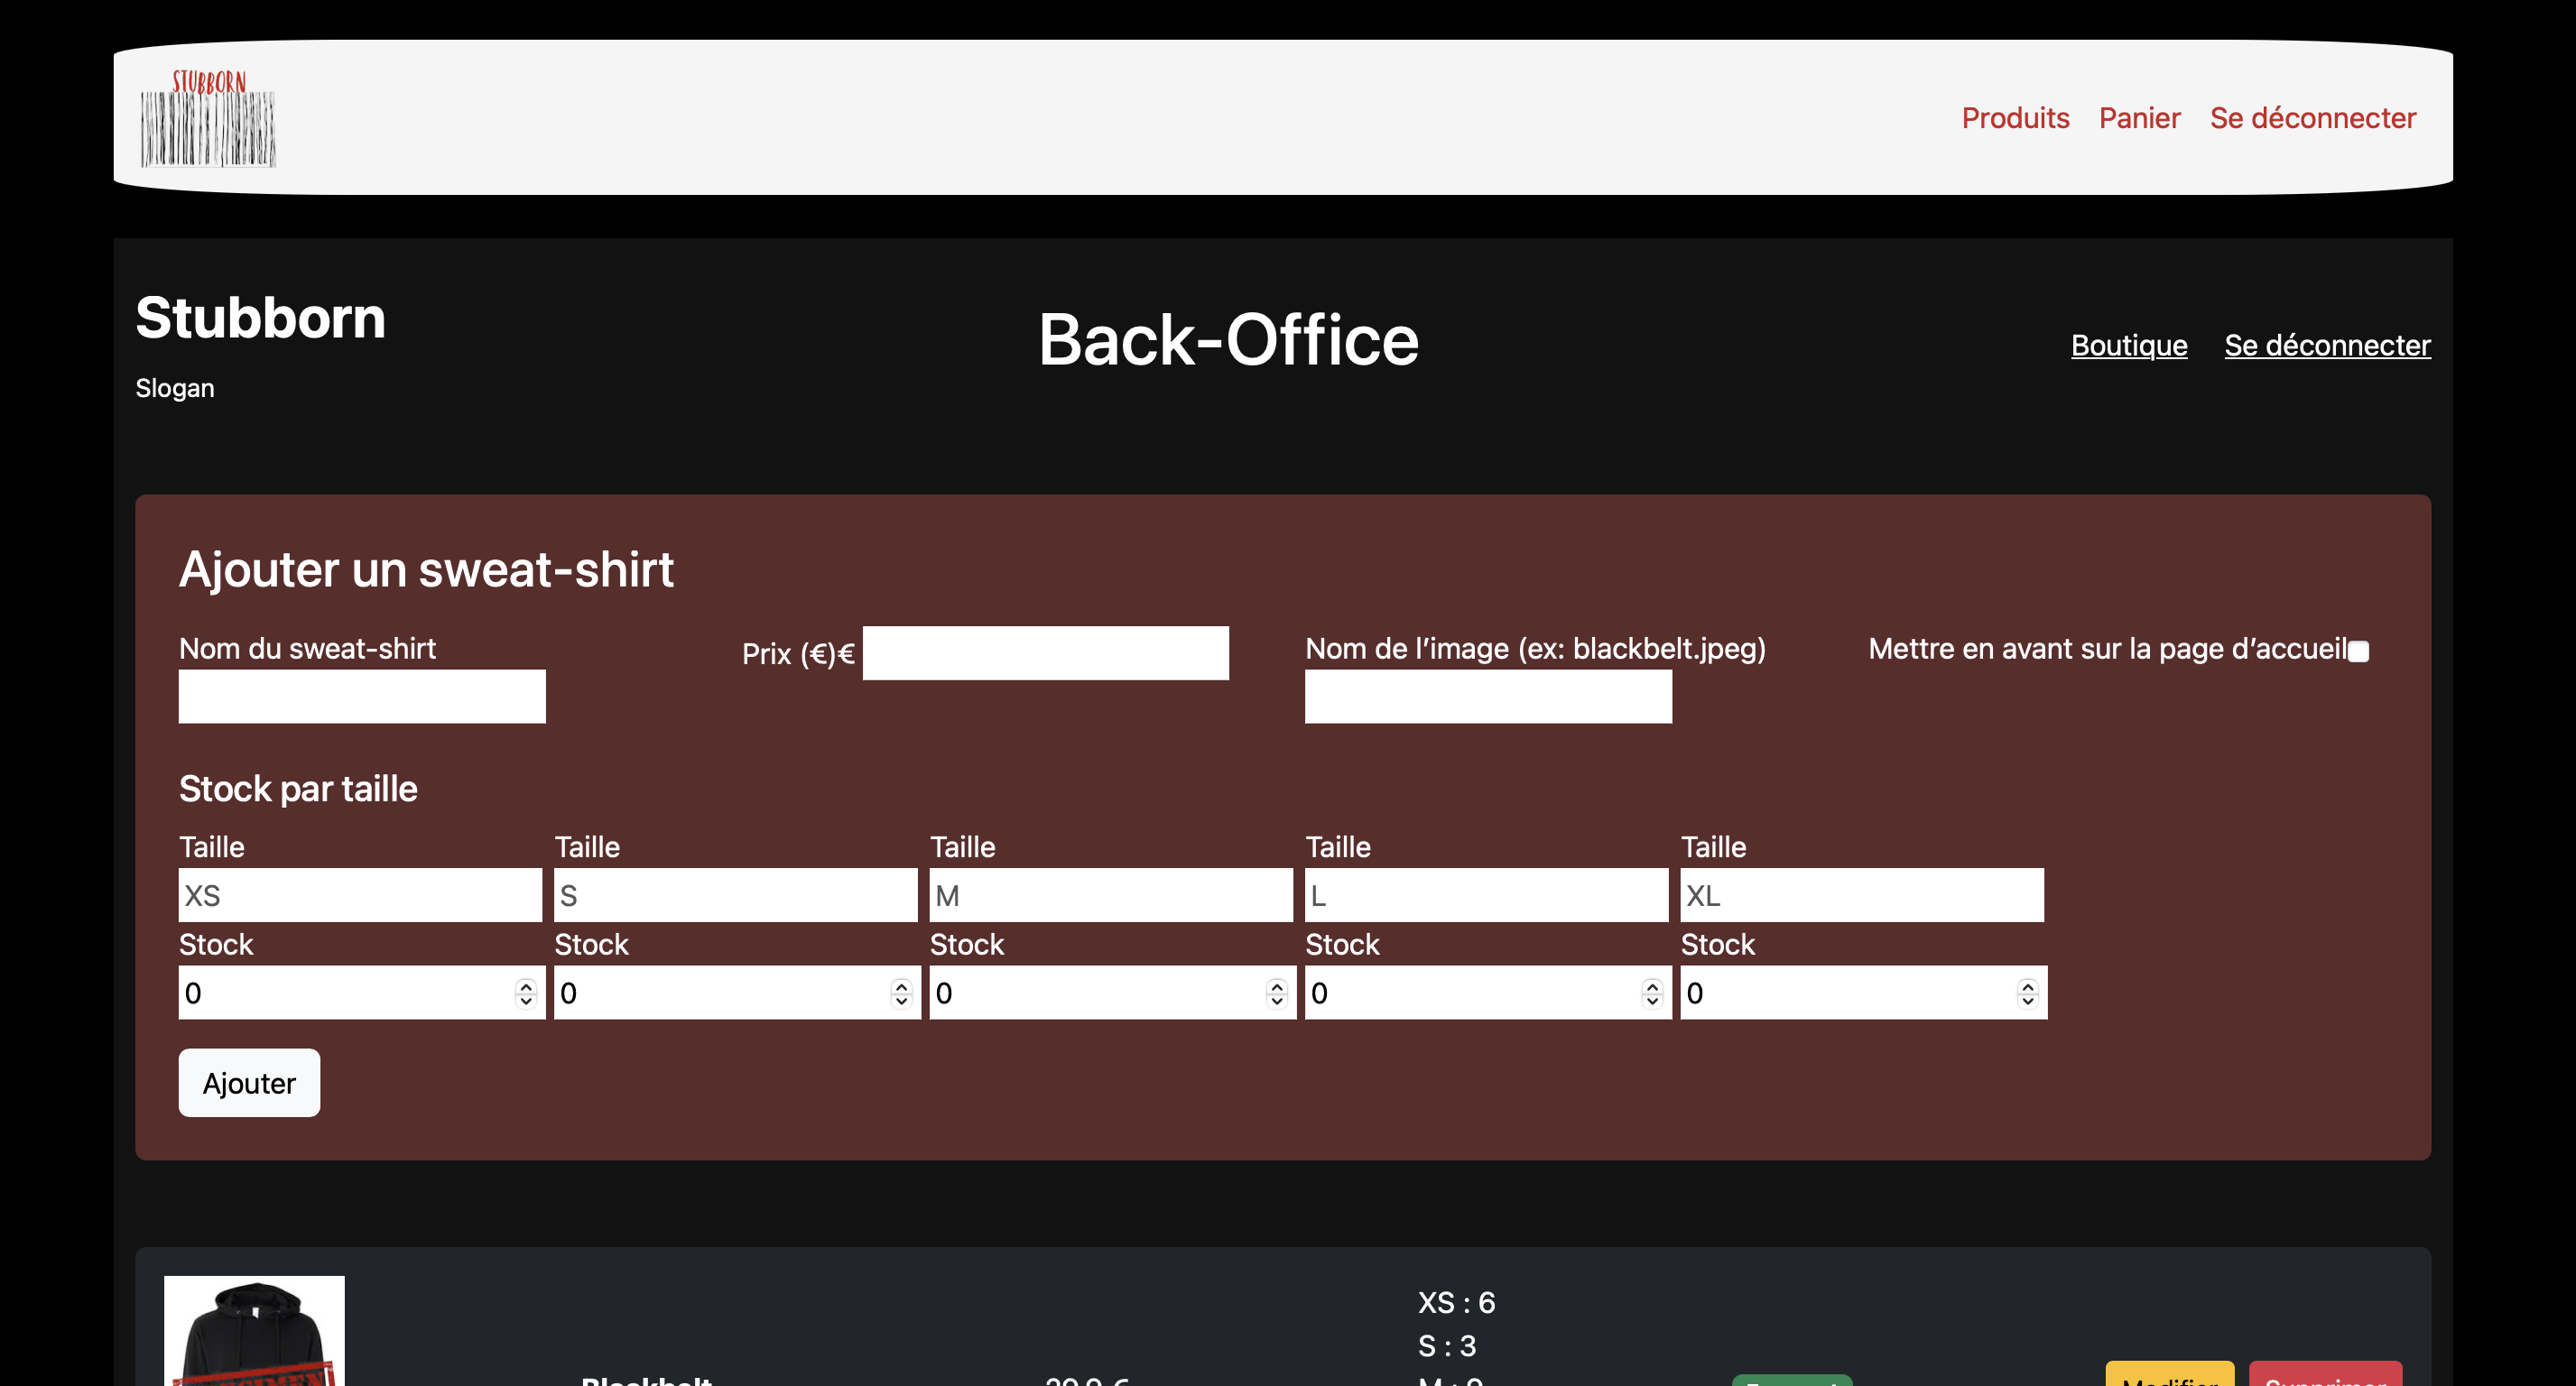 STUBBORN
Produits Panier Se déconnecter
Stubborn
Back-Office
Boutique Se déconnecter
Slogan
Ajouter un sweat-shirt
Nom du sweat-shirt
Prix (€)€
Nom de l’image (ex: blackbelt.jpeg)
Mettre en avant sur la page d’accueil
Stock par taille
Taille Taille Taille Taille Taille
XS S M L XL
Stock Stock Stock Stock Stock
0 0 0 0 0
Ajouter
XS : 6
S : 3
Blackbelt
Modifier Supprimer